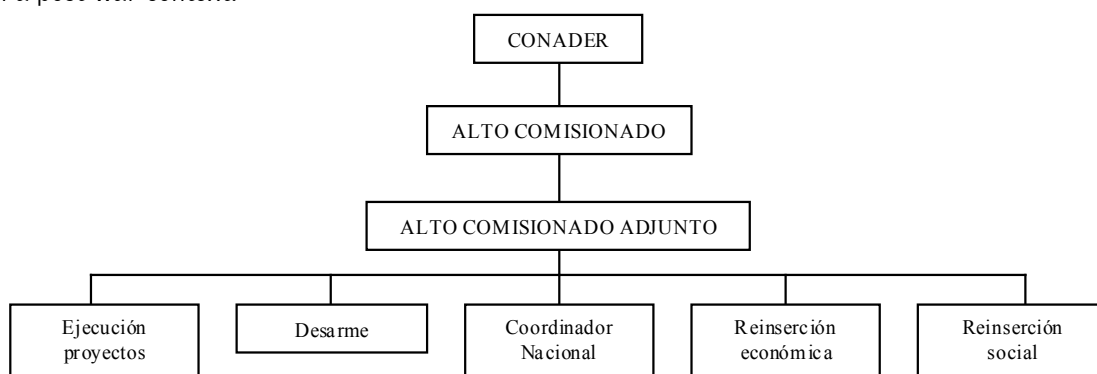 CONADER
ALTO COMISIONADO
ALTO COMISIONADO ADJUNTO
Ejecución
proyectos
Desarme
Coordinador
Nacional
Reinserción
económica
Reinserción
social